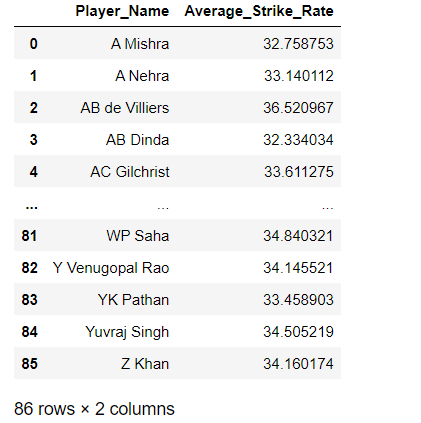 Player_Name Average_Strike_Rate
0 A Mishra 32.758753
1 A Nehra 33.140112
2 AB de Villiers 36.520967
3 AB Dinda 32.334034
4 AC Gilchrist 33.611275
... ... ...
81 WP Saha 34.840321
82 Y Venugopal Rao 34.145521
83 YK Pathan 33.458903
84 Yuvraj Singh 34.505219
85 Z Khan 34.160174
86 rows × 2 columns